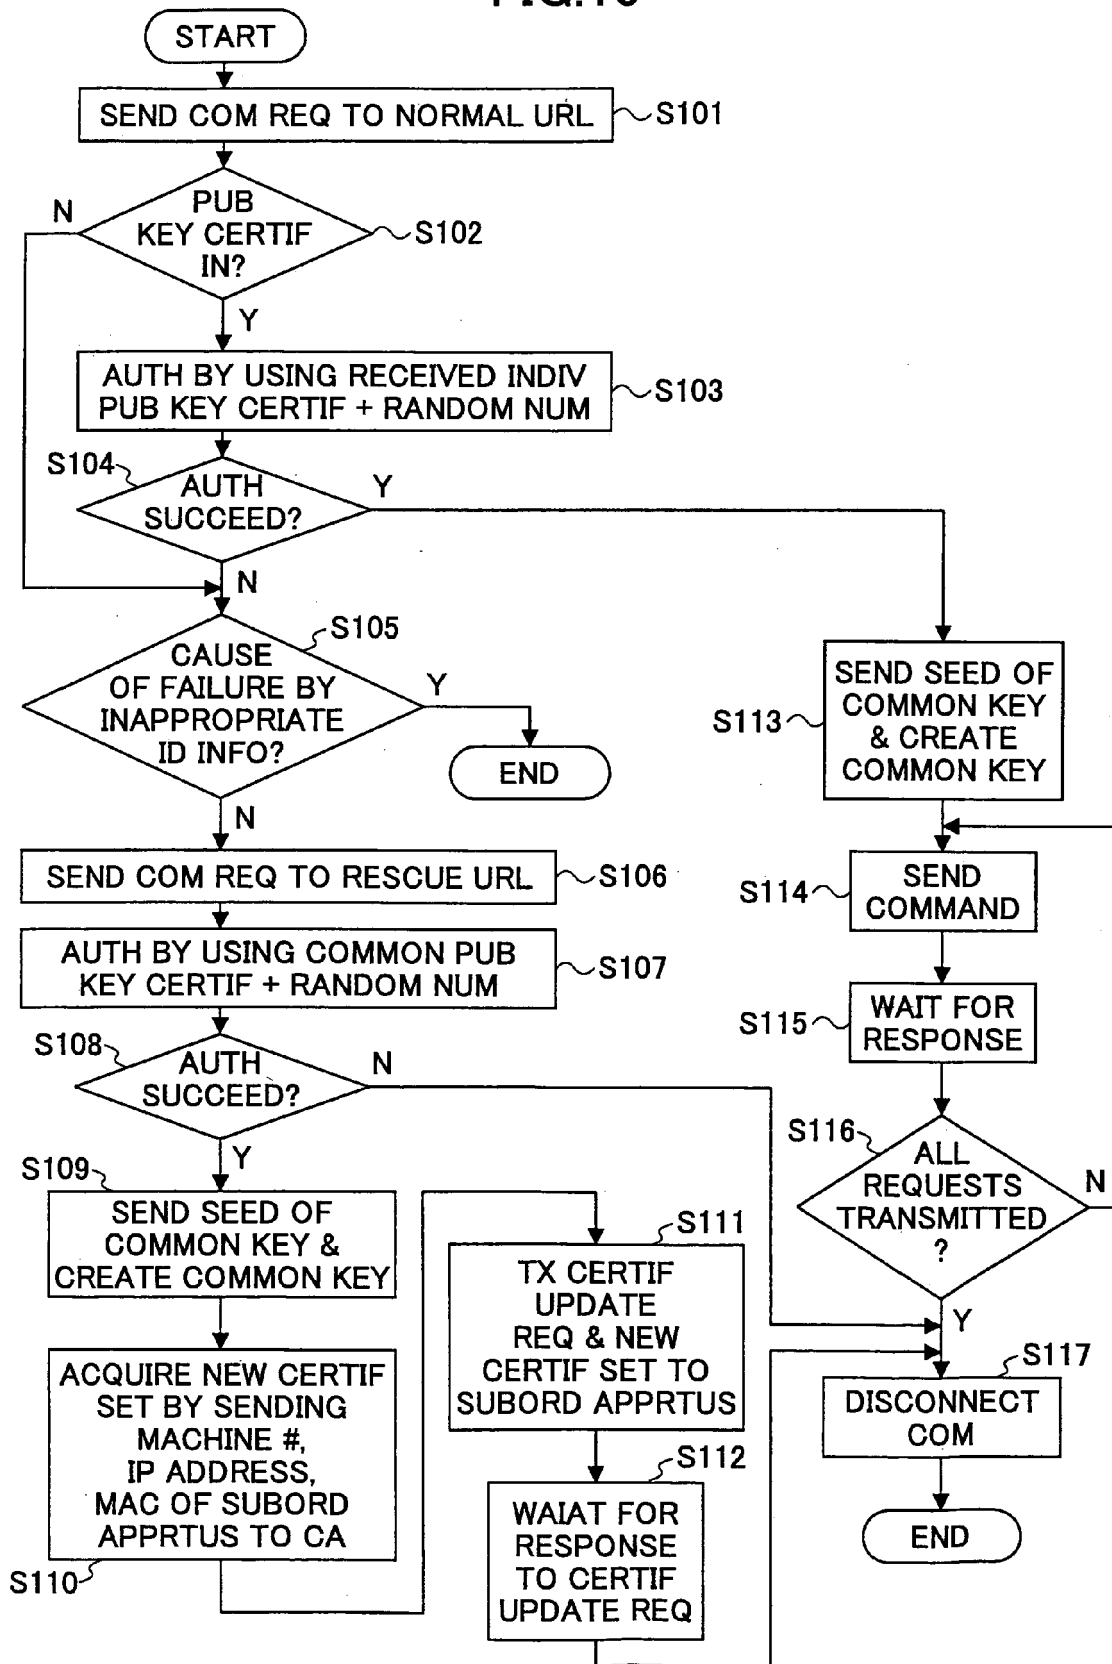 START
SEND COM REQ TO NORMAL URL
S101
PUB
KEY CERTIF
IN?
S102
N
Y
AUTH BY USING RECEIVED INDIV
PUB KEY CERTIF + RANDOM NUM
S103
S104
AUTH
SUCCEED?
Y
N
S105
CAUSE
OF FAILURE BY
INAPPROPRIATE
ID INFO?
Y
END
N
SEND COM REQ TO RESCUE URL
S106
AUTH BY USING COMMON PUB
KEY CERTIF + RANDOM NUM
S107
S108
AUTH
SUCCEED?
N
Y
S109
SEND SEED OF
COMMON KEY &
CREATE COMMON KEY
ACQUIRE NEW CERTIF
SET BY SENDING
MACHINE #,
IP ADDRESS,
MAC OF SUBORD
APPRTUS TO CA
S110
S111
TX CERTIF
UPDATE
REQ & NEW
CERTIF SET TO
SUBORD APPRTUS
S112
WAIAT FOR
RESPONSE
TO CERTIF
UPDATE REQ
S113
SEND SEED OF
COMMON KEY
& CREATE
COMMON KEY
S114
SEND
COMMAND
S115
WAIT FOR
RESPONSE
S116
ALL
REQUESTS
TRANSMITTED
?
N
Y
S117
DISCONNECT
COM
END